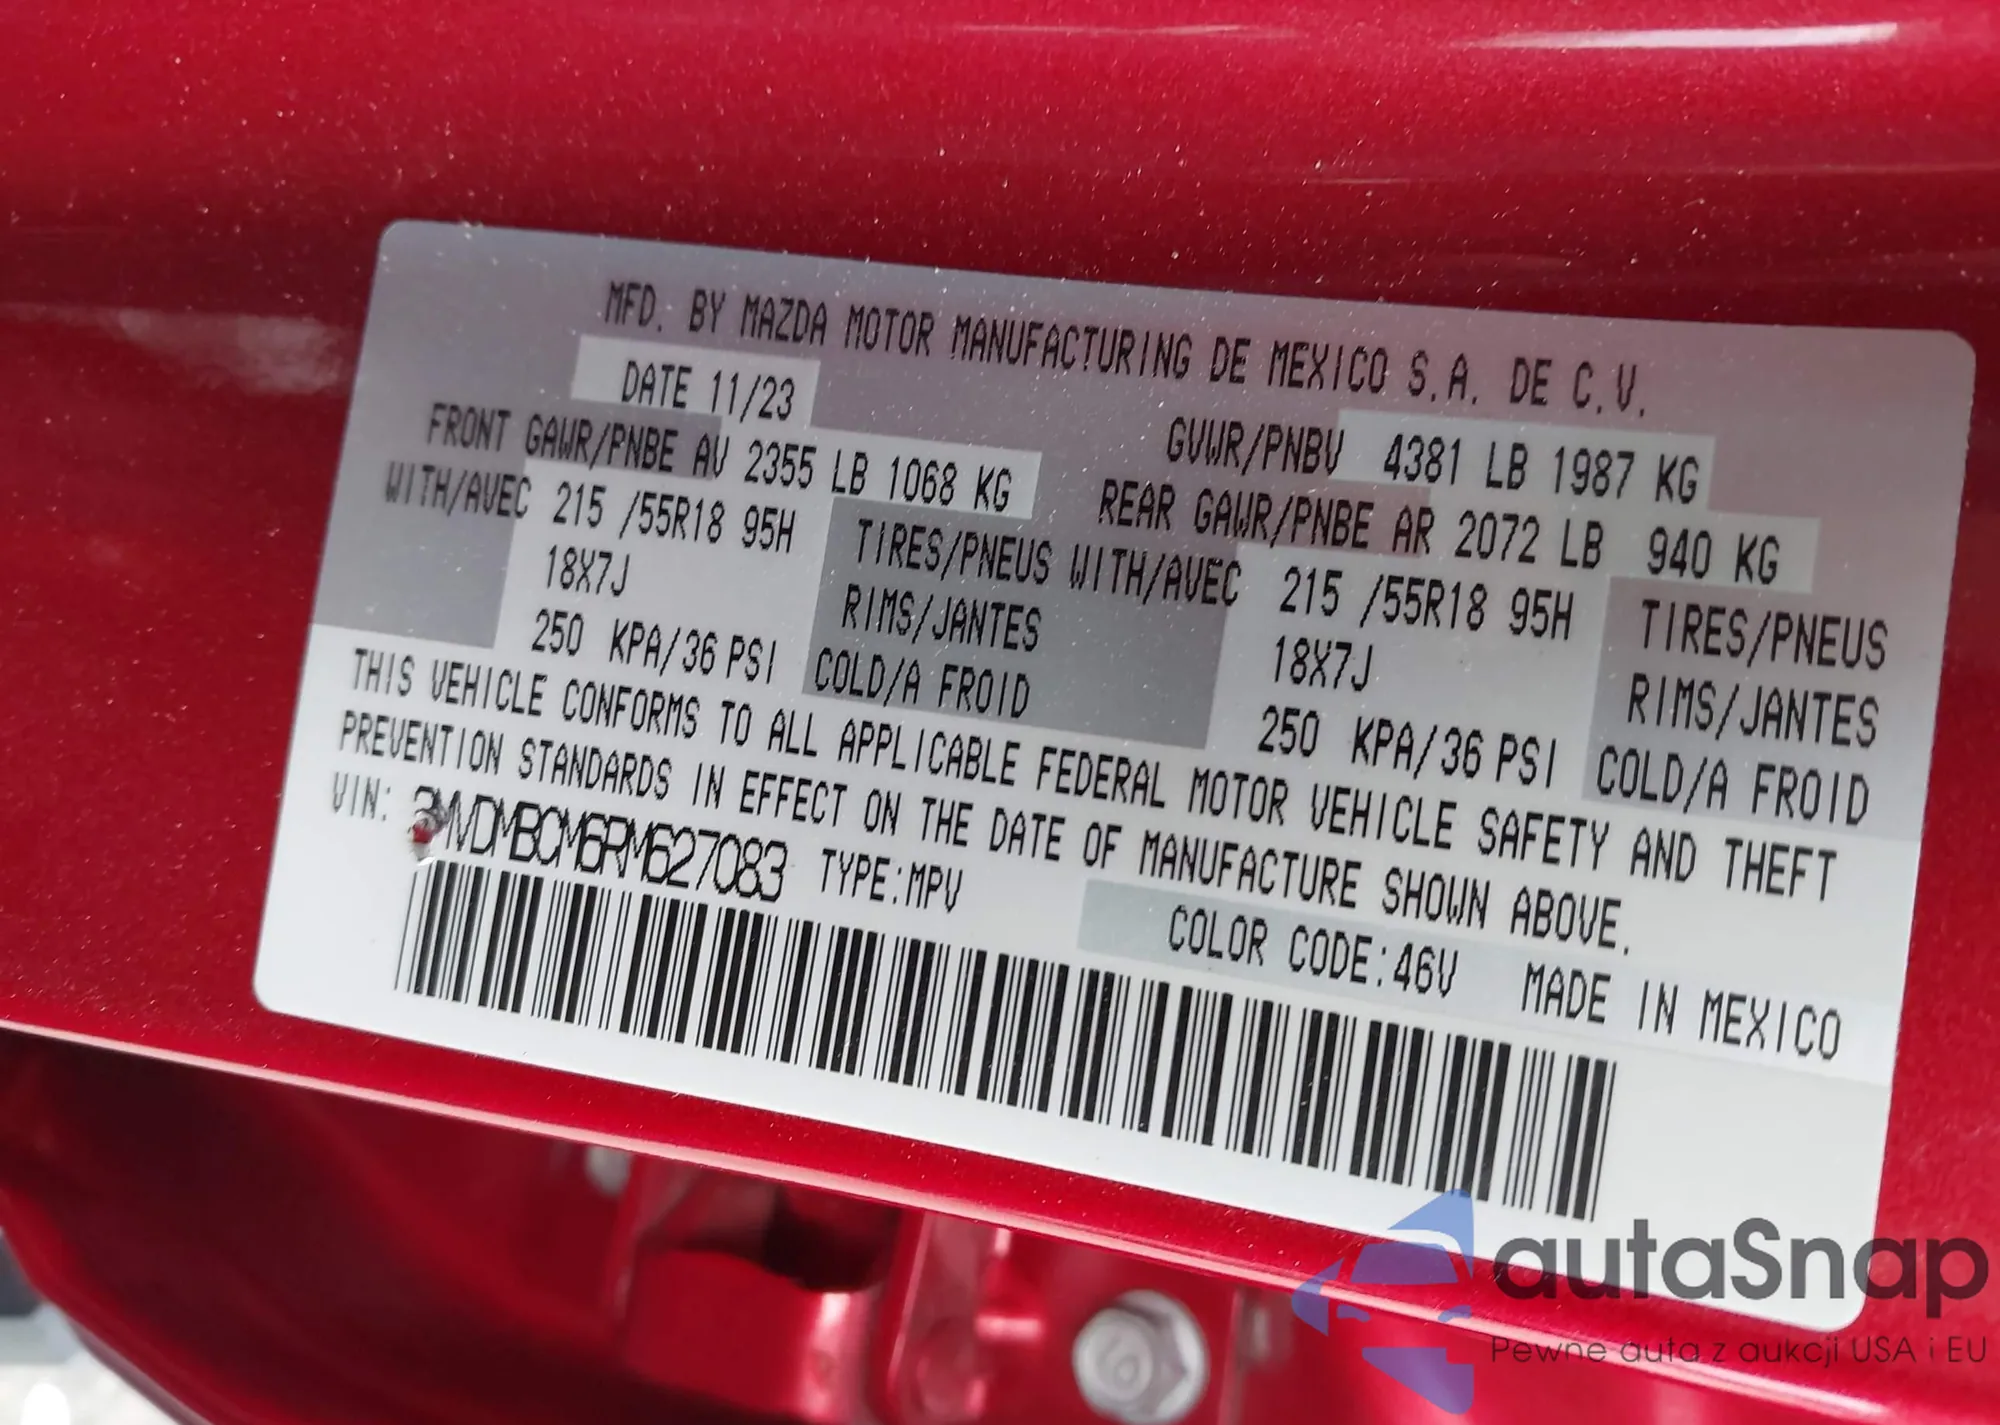 MFD. BY MAZDA MOTOR MANUFACTURING DE MEXICO S.A. DE C.V.
DATE 11/23 GVWR/PNBV 4381 LB 1987 KG
FRONT GAWR/PNBE AV 2355 LB 1068 KG REAR GAWR/PNBE AR 2072 LB 940 KG
WITH/AVEC 215 /55R18 95H TIRES/PNEUS WITH/AVEC 215 /55R18 95H TIRES/PNEUS
18X7J RIMS/JANTES 18X7J RIMS/JANTES
250 KPA/36 PSI COLD/A FROID 250 KPA/36 PSI COLD/A FROID
THIS VEHICLE CONFORMS TO ALL APPLICABLE FEDERAL MOTOR VEHICLE SAFETY AND THEFT
PREVENTION STANDARDS IN EFFECT ON THE DATE OF MANUFACTURE SHOWN ABOVE.
VIN: 3MVDMBCM6RM627083 TYPE:MPV COLOR CODE:46V MADE IN MEXICO
autaSnap
Pewne auta z aukcji USA i EU